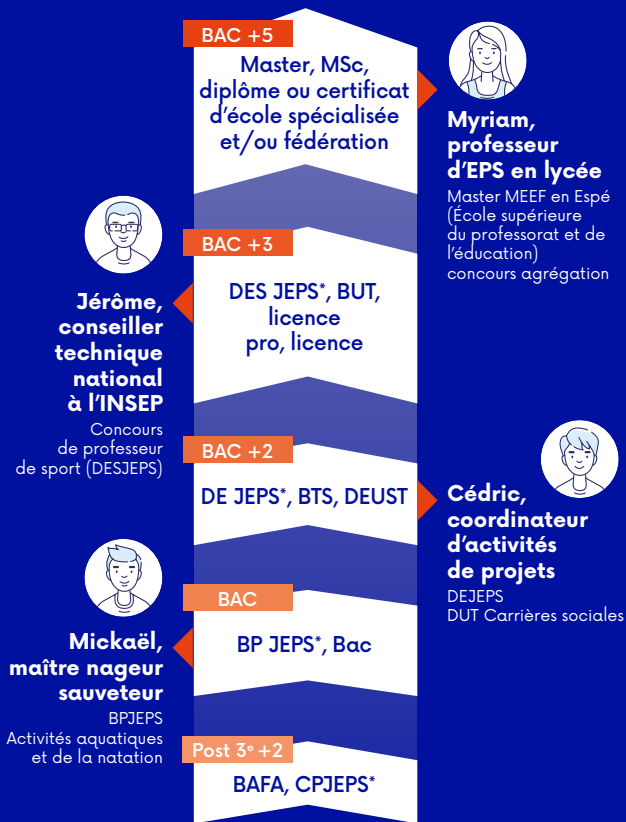 BAC +5
Master, MSc,
diplôme ou certificat
d’école spécialisée
et/ou fédération
Myriam,
professeur
d’EPS en lycée
Master MEEF en Espé
(École supérieure
du professorat et de
l’éducation)
concours agrégation
BAC +3
DES JEPS*, BUT,
licence
pro, licence
Jérôme,
conseiller
technique
national
à l’INSEP
Concours
de professeur
de sport (DESJEPS)
BAC +2
DE JEPS*, BTS, DEUST
Cédric,
coordinateur
d’activités
de projets
DEJEPS
DUT Carrières sociales
BAC
BP JEPS*, Bac
Mickaël,
maître nageur
sauveteur
BPJEPS
Activités aquatiques
et de la natation
Post 3ᵉ +2
BAFA, CPJEPS*